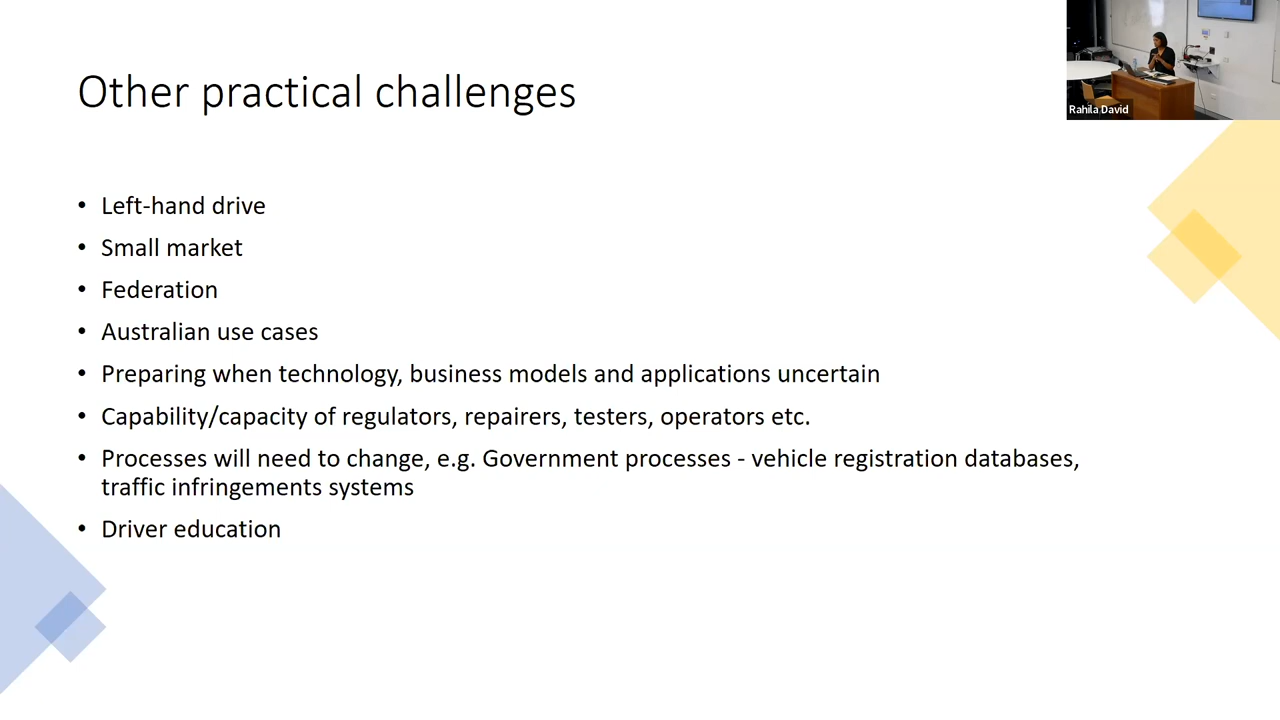 Other practical challenges
Rahila David
• Left-hand drive
• Small market
• Federation
• Australian use cases
• Preparing when technology, business models and applications uncertain
• Capability/capacity of regulators, repairers, testers, operators etc.
• Processes will need to change, e.g. Government processes - vehicle registration databases,
traffic infringements systems
• Driver education